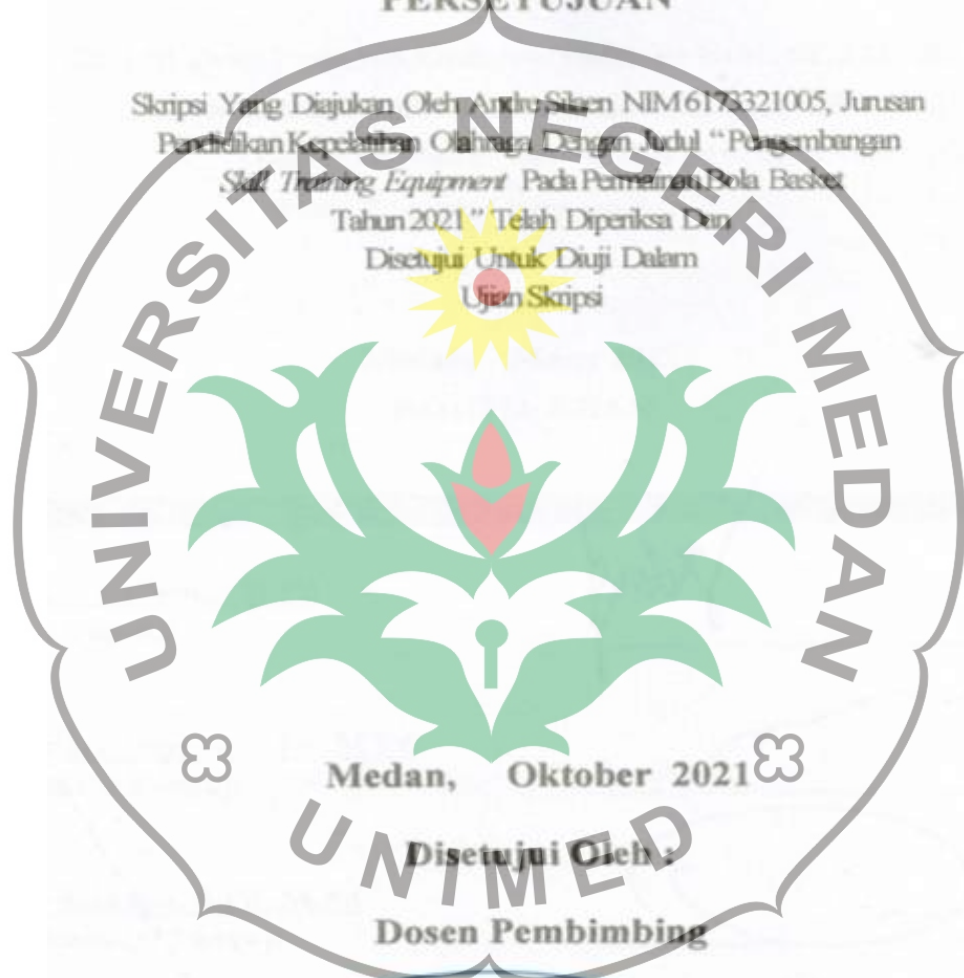 PERSETUJUAN
Skripsi Yang Diajukan Oleh Andre Silaen NIM 6173321005, Jurusan
Pendidikan Kepelatihan Olahraga Dengan Judul “ Pengembangan
Skill Training Equipment Pada Permainan Bola Basket
Tahun 2021 ” Telah Diperiksa Dan
Disetujui Untuk Diuji Dalam
Ujian Skripsi
UNIVERSITAS NEGERI MEDAN
Medan, Oktober 2021
UNIMED
Disetujui Oleh :
Dosen Pembimbing